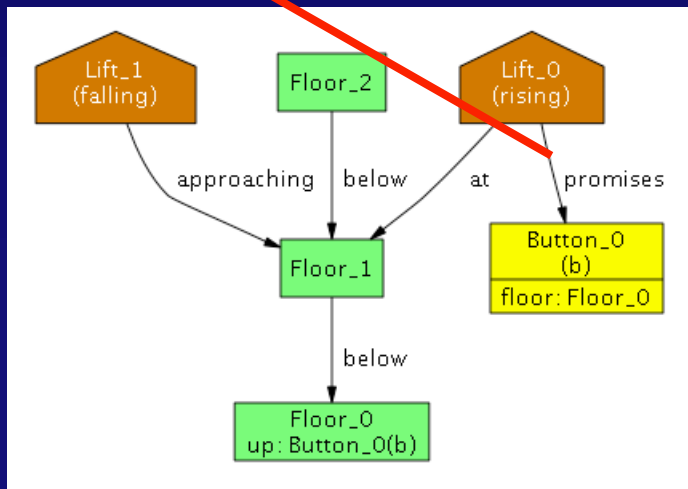 Lift_1
(falling)
Floor_2
Lift_0
(rising)
approaching
below
at
promises
Floor_1
Button_0
(b)
floor: Floor_0
below
Floor_0
up: Button_0(b)